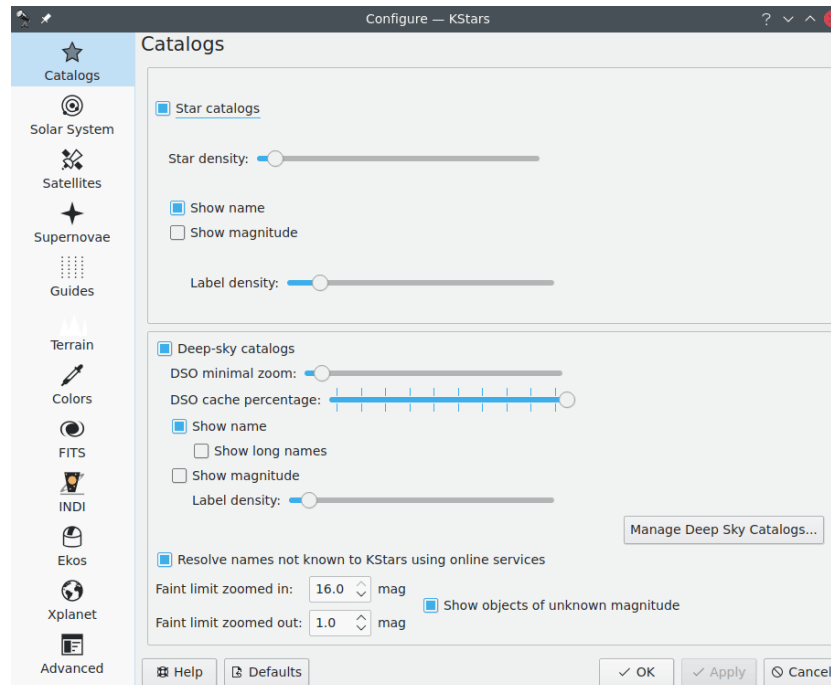 Configure — KStars
Catalogs
Solar System
Satellites
Supernovae
Guides
Terrain
Colors
FITS
INDI
Ekos
Xplanet
Advanced
Catalogs
Star catalogs
Star density:
Show name
Show magnitude
Label density:
Deep-sky catalogs
DSO minimal zoom:
DSO cache percentage:
Show name
Show long names
Show magnitude
Label density:
Manage Deep Sky Catalogs...
Resolve names not known to KStars using online services
Faint limit zoomed in: 16.0 mag
Show objects of unknown magnitude
Faint limit zoomed out: 1.0 mag
Help Defaults OK Apply Cancel